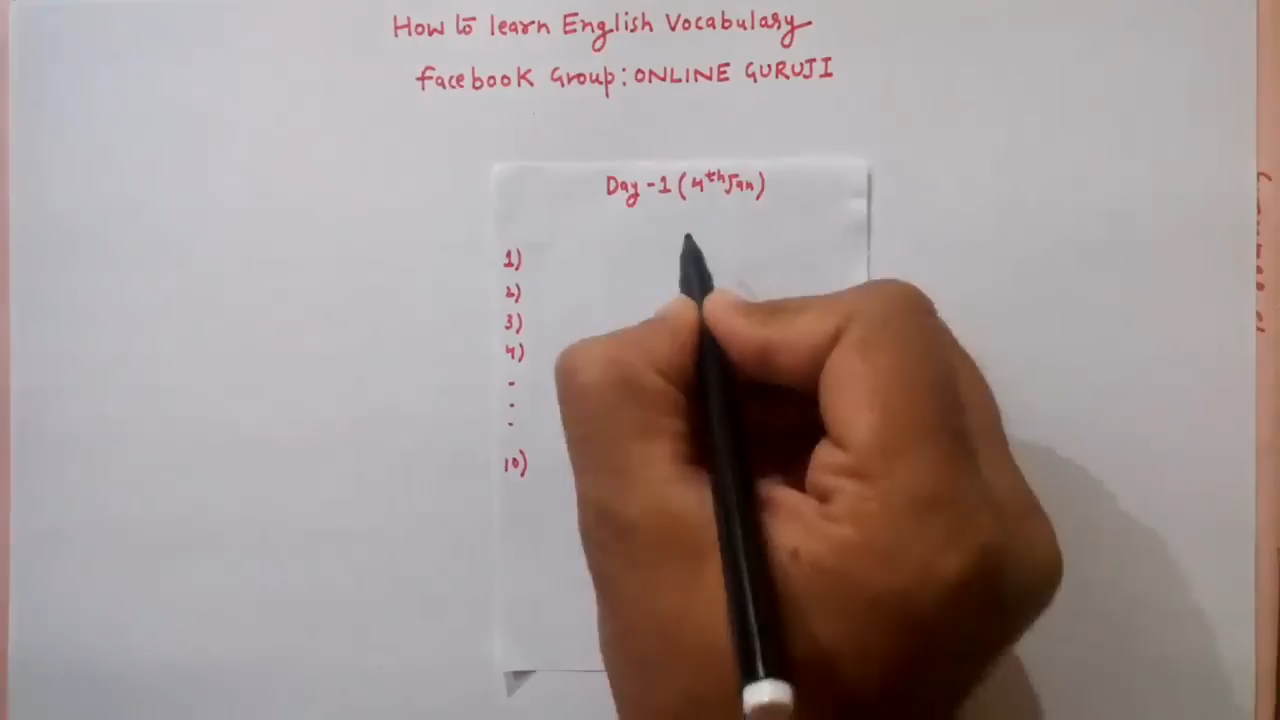 How to learn English Vocabulary
facebook Group: ONLINE GURUJI
Day -1 (4th Jan)
1)
2)
3)
4)
-
-
-
10)